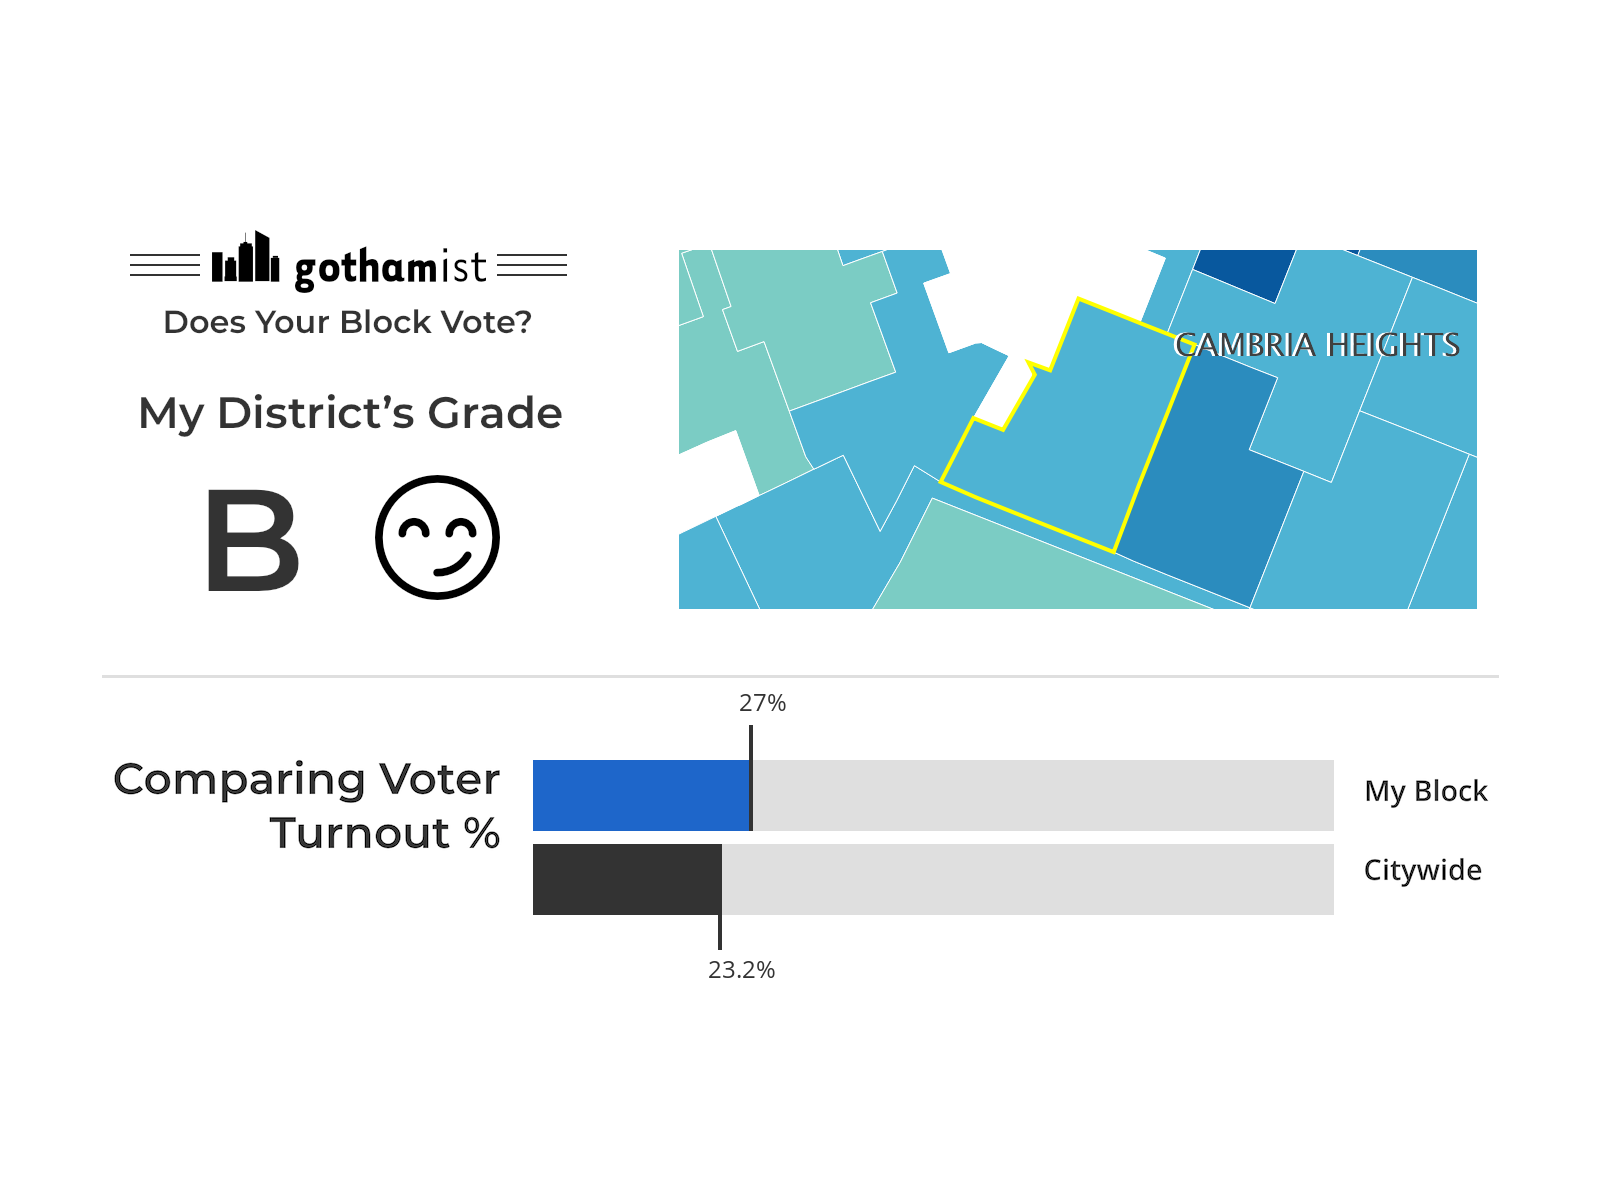 gothamist
Does Your Block Vote?
My District’s Grade
B
CAMBRIA HEIGHTS
27%
Comparing Voter
Turnout %
My Block
Citywide
23.2%